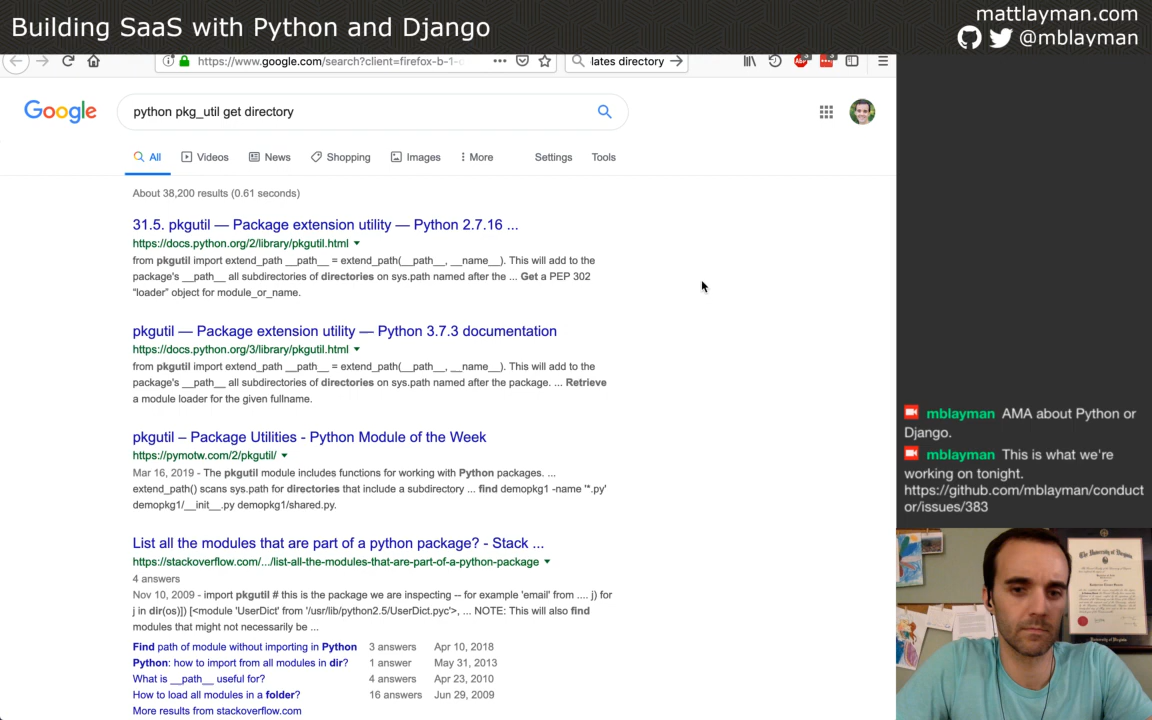 Building SaaS with Python and Django
mattlayman.com
@mblayman
https://www.google.com/search?client=firefox-b-1-d
lates directory
Google
python pkg_util get directory
All
Videos
News
Shopping
Images
More
Settings
Tools
About 38,200 results (0.61 seconds)
31.5. pkgutil — Package extension utility — Python 2.7.16 ...
https://docs.python.org/2/library/pkgutil.html
from pkgutil import extend_path __path__ = extend_path(__path__, __name__). This will add to the
package's __path__ all subdirectories of directories on sys.path named after the ... Get a PEP 302
"loader" object for module_or_name.
pkgutil — Package extension utility — Python 3.7.3 documentation
https://docs.python.org/3/library/pkgutil.html
from pkgutil import extend_path __path__ = extend_path(__path__, __name__). This will add to the
package's __path__ all subdirectories of directories on sys.path named after the package. ... Retrieve
a module loader for the given fullname.
pkgutil – Package Utilities - Python Module of the Week
https://pymotw.com/2/pkgutil/
Mar 16, 2019 - The pkgutil module includes functions for working with Python packages. ...
extend_path() scans sys.path for directories that include a subdirectory ... find demopkg1 -name '*.py'
demopkg1/__init__.py demopkg1/shared.py.
List all the modules that are part of a python package? - Stack ...
https://stackoverflow.com/.../list-all-the-modules-that-are-part-of-a-python-package
4 answers
Nov 10, 2009 - import pkgutil # this is the package we are inspecting -- for example 'email' from .... j) for
j in dir(os)]) [<module 'UserDict' from '/usr/lib/python2.5/UserDict.pyc'>, ... NOTE: This will also find
modules that might not necessarily be ...
Find path of module without importing in Python 3 answers Apr 10, 2018
Python: how to import from all modules in dir? 1 answer May 31, 2013
What is __path__ useful for? 4 answers Apr 23, 2010
How to load all modules in a folder? 16 answers Jun 29, 2009
More results from stackoverflow.com
mblayman AMA about Python or
Django.
mblayman This is what we're
working on tonight.
https://github.com/mblayman/conduct
or/issues/383
The University of Virginia